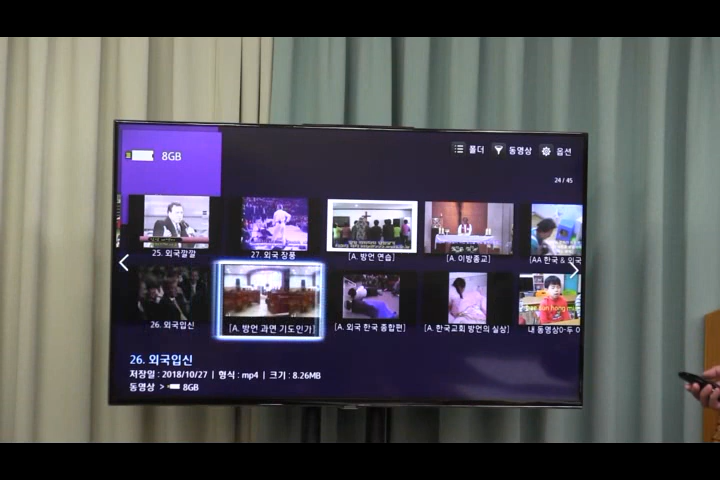 8GB
폴더 동영상 옵션
24 / 45
25. 외국깔깔
27. 외국 장풍
[A. 방언 연습]
[A. 이방종교]
[AA 한국 & 외국
26. 외국입신
[A. 방언 과연 기도인가]
[A. 외국 한국 종합편]
[A. 한국교회 방언의 실상]
내 동영상0-두 0
26. 외국입신
저장일 : 2018/10/27 | 형식 : mp4 | 크기 : 8.26MB
동영상 > 8GB